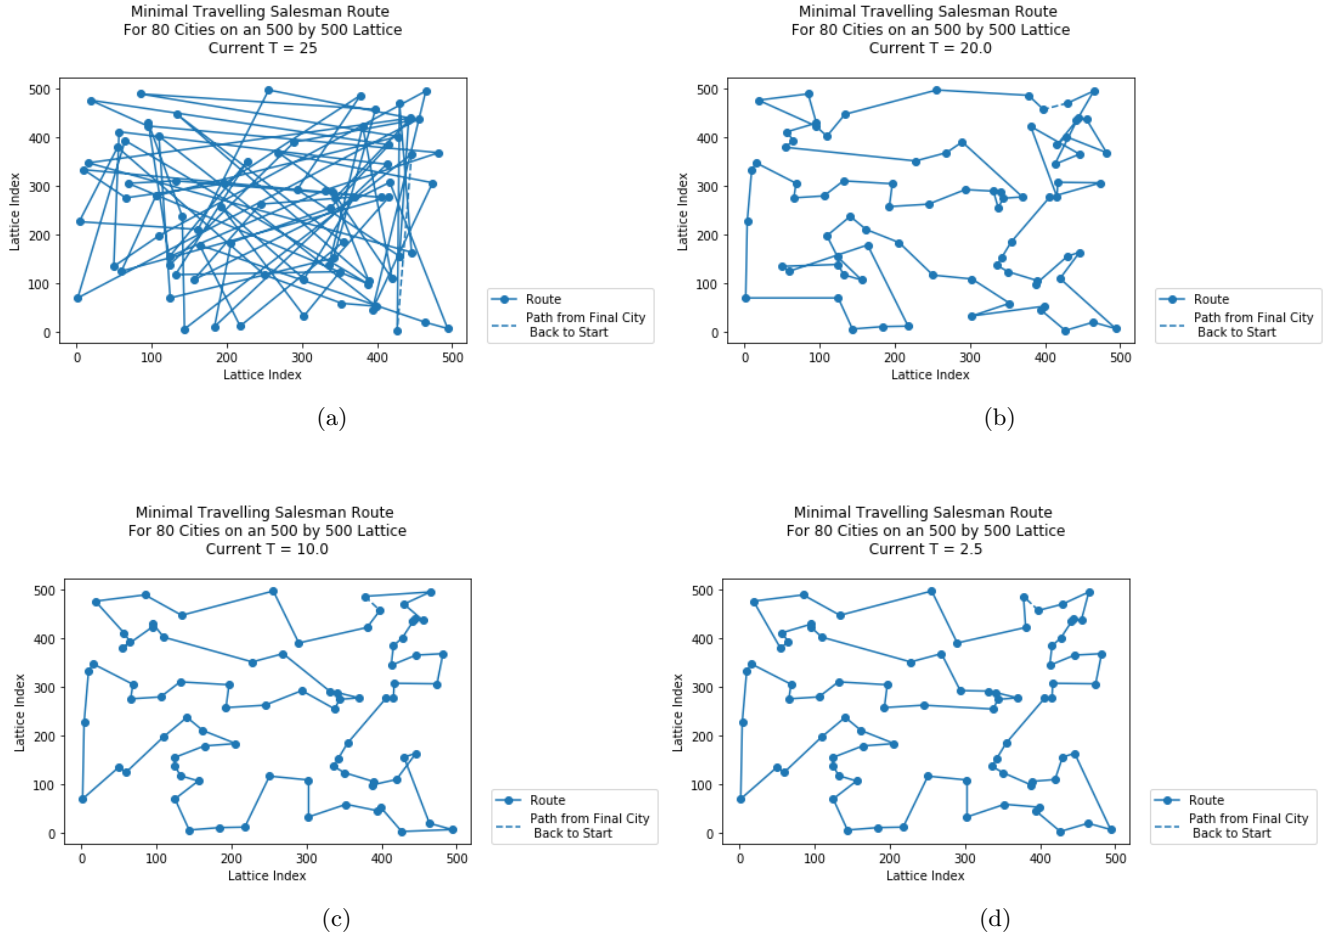 Minimal Travelling Salesman Route
For 80 Cities on an 500 by 500 Lattice
Current T = 25
500
400
300
200
100
0
Lattice Index
0 100 200 300 400 500
Lattice Index
Route
Path from Final City
Back to Start
(a)
Minimal Travelling Salesman Route
For 80 Cities on an 500 by 500 Lattice
Current T = 20.0
500
400
300
200
100
0
Lattice Index
0 100 200 300 400 500
Lattice Index
Route
Path from Final City
Back to Start
(b)
Minimal Travelling Salesman Route
For 80 Cities on an 500 by 500 Lattice
Current T = 10.0
500
400
300
200
100
0
Lattice Index
0 100 200 300 400 500
Lattice Index
Route
Path from Final City
Back to Start
(c)
Minimal Travelling Salesman Route
For 80 Cities on an 500 by 500 Lattice
Current T = 2.5
500
400
300
200
100
0
Lattice Index
0 100 200 300 400 500
Lattice Index
Route
Path from Final City
Back to Start
(d)